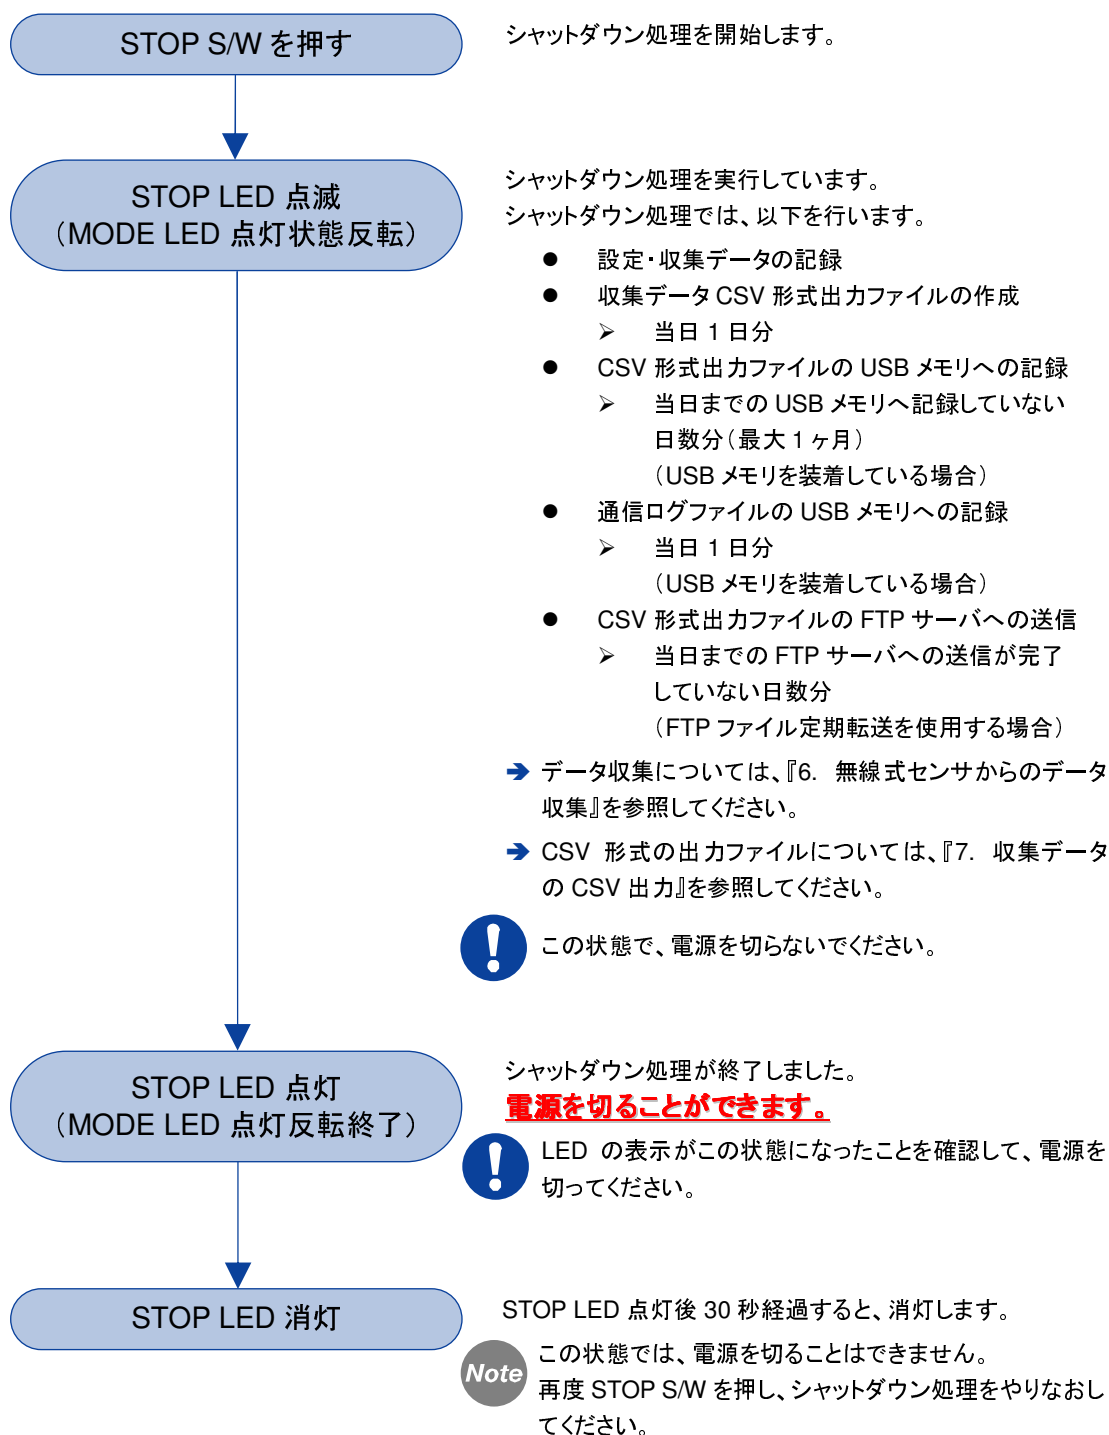 STOP S/W を押す
シャットダウン処理を開始します。
STOP LED 点滅
（MODE LED 点灯状態反転）
シャットダウン処理を実行しています。
シャットダウン処理では、以下を行います。
● 設定・収集データの記録
● 収集データ CSV 形式出力ファイルの作成
➢ 当日 1 日分
● CSV 形式出力ファイルの USB メモリへの記録
➢ 当日までの USB メモリへ記録していない
日数分（最大 1 ヶ月）
（USB メモリを装着している場合）
● 通信ログファイルの USB メモリへの記録
➢ 当日 1 日分
（USB メモリを装着している場合）
● CSV 形式出力ファイルの FTP サーバへの送信
➢ 当日までの FTP サーバへの送信が完了
していない日数分
（FTP ファイル定期転送を使用する場合）
➔ データ収集については、『6. 無線式センサからのデータ
収集』を参照してください。
➔ CSV 形式の出力ファイルについては、『7. 収集データ
の CSV 出力』を参照してください。
この状態で、電源を切らないでください。
STOP LED 点灯
（MODE LED 点灯反転終了）
シャットダウン処理が終了しました。
電源を切ることができます。
LED の表示がこの状態になったことを確認して、電源を
切ってください。
STOP LED 消灯
STOP LED 点灯後 30 秒経過すると、消灯します。
Note
この状態では、電源を切ることはできません。
再度 STOP S/W を押し、シャットダウン処理をやりなおし
てください。